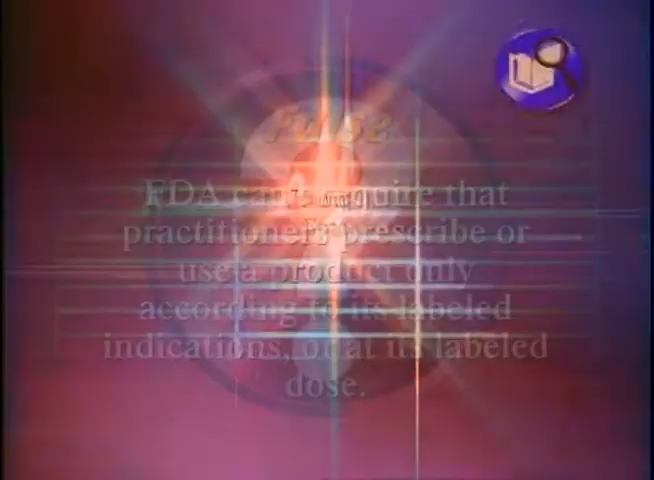 False
FDA require that
practitioners prescribe or
use a product only
according to its labeled
indications, or at its labeled
dose.